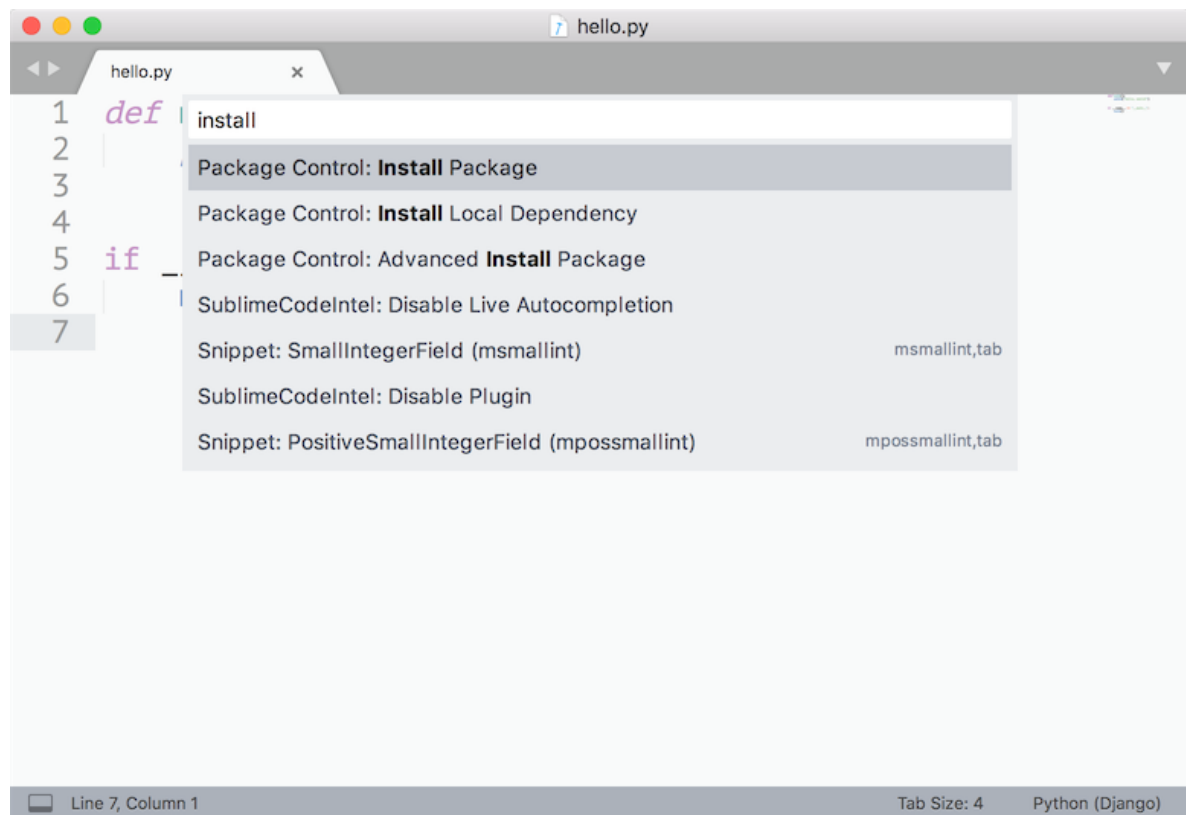 hello.py
hello.py ×
1 def
2
3
4
5 if _
6
7
install
Package Control: Install Package
Package Control: Install Local Dependency
Package Control: Advanced Install Package
SublimeCodeIntel: Disable Live Autocompletion
Snippet: SmallIntegerField (msmallint) msmallint,tab
SublimeCodeIntel: Disable Plugin
Snippet: PositiveSmallIntegerField (mpossmallint) mpossmallint,tab
Line 7, Column 1 Tab Size: 4 Python (Django)